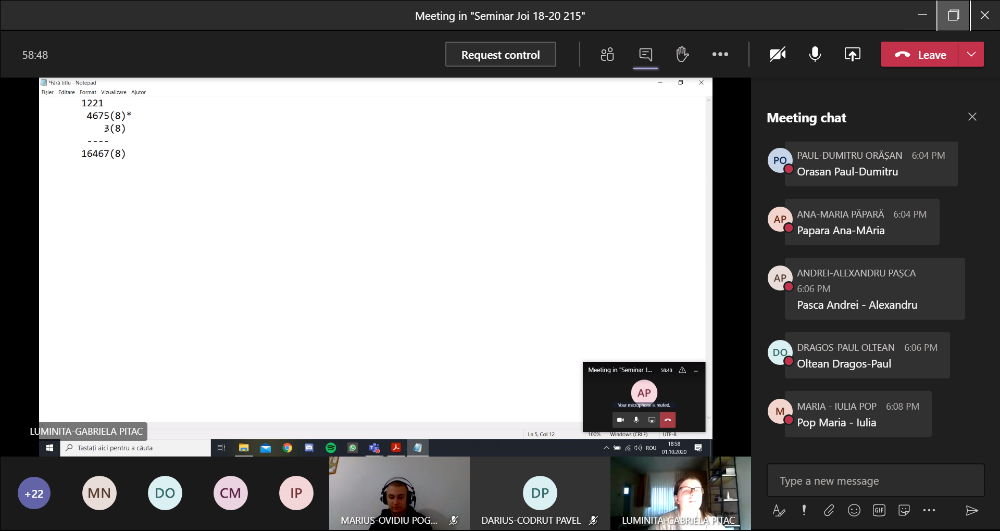 Meeting in "Seminar Joi 18-20 215"
58:48
Request control
Leave
*Fără titlu - Notepad
Fișier Editare Format Vizualizare Ajutor
1221
4675(8)*
3(8)
----
16467(8)
Meeting in "Seminar J... 58:48
AP
Your microphone is muted.
LUMINITA-GABRIELA PITAC
Ln 5, Col 12 100% Windows (CRLF) UTF-8
Tastați aici pentru a căuta
ROU
18:58
01.10.2020
+22
MN
DO
CM
IP
MARIUS-OVIDIU POG...
DP
DARIUS-CODRUT PAVEL
LUMINITA-GABRIELA PITAC
Meeting chat
PO
PAUL-DUMITRU ORĂȘAN 6:04 PM
Orasan Paul-Dumitru
AP
ANA-MARIA PĂPARĂ 6:04 PM
Papara Ana-MAria
AP
ANDREI-ALEXANDRU PAȘCA
6:06 PM
Pasca Andrei - Alexandru
DO
DRAGOS-PAUL OLTEAN 6:06 PM
Oltean Dragos-Paul
M
MARIA - IULIA POP 6:08 PM
Pop Maria - Iulia
Type a new message
GIF